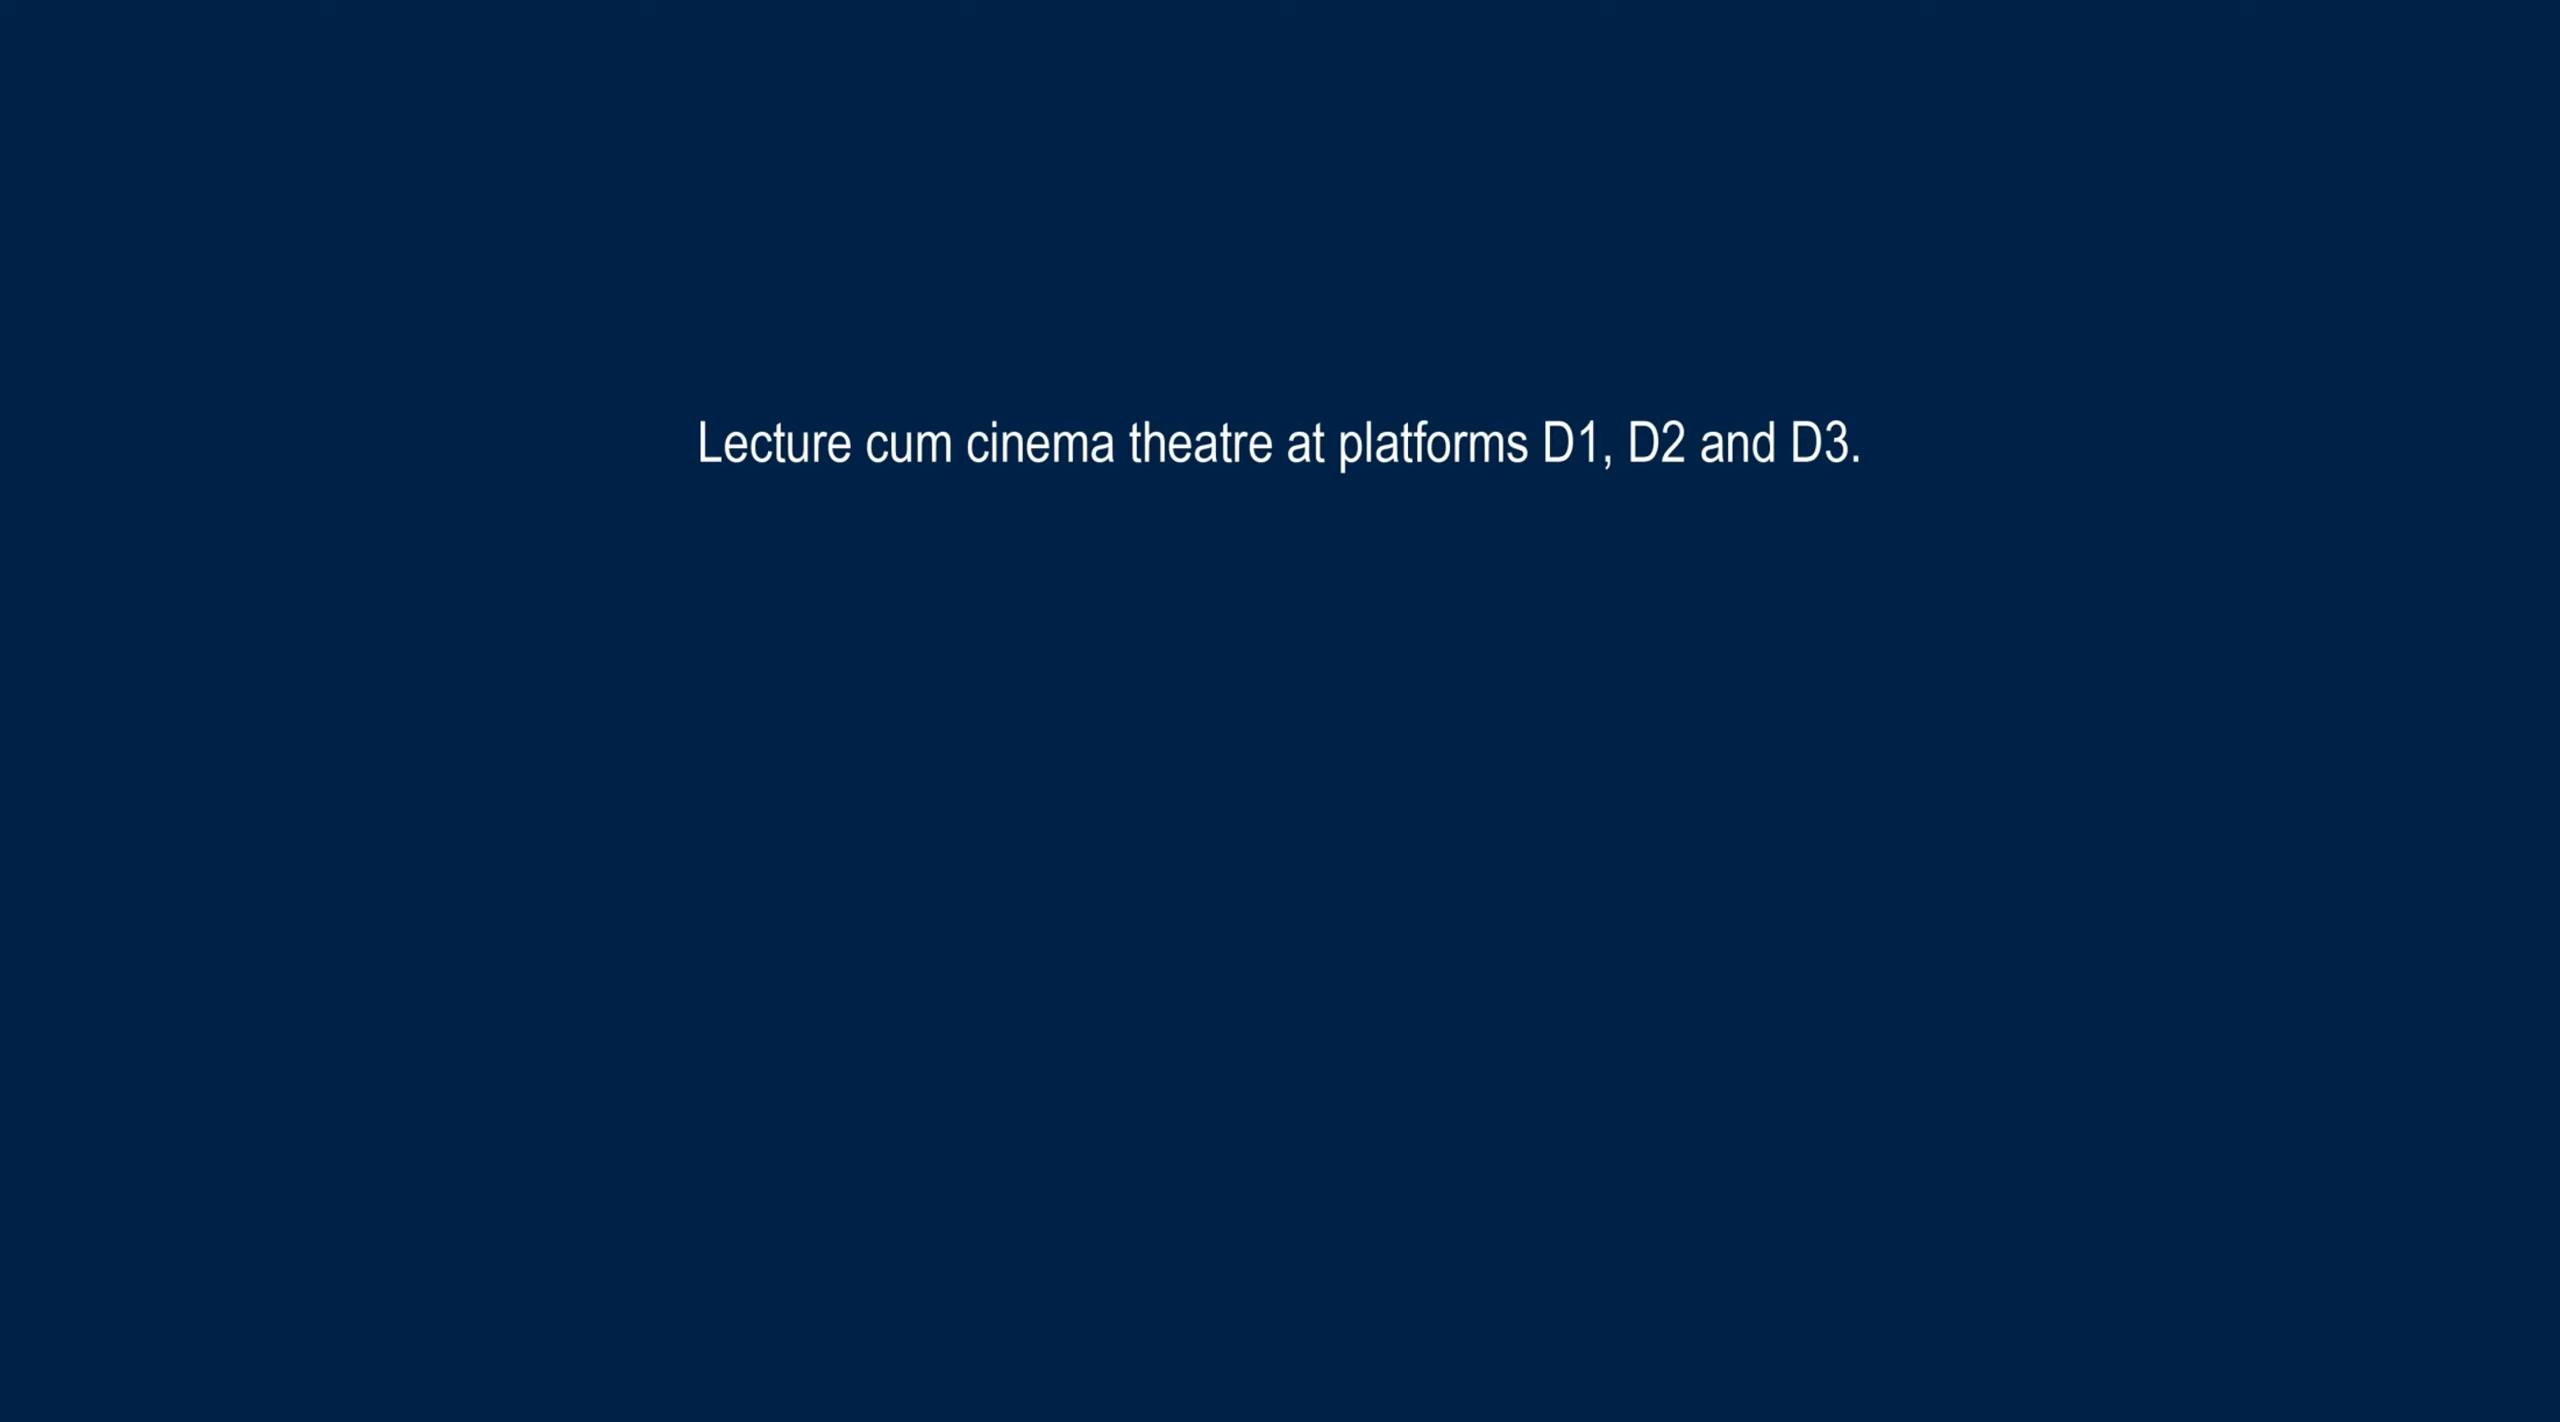 Lecture cum cinema theatre at platforms D1, D2 and D3.